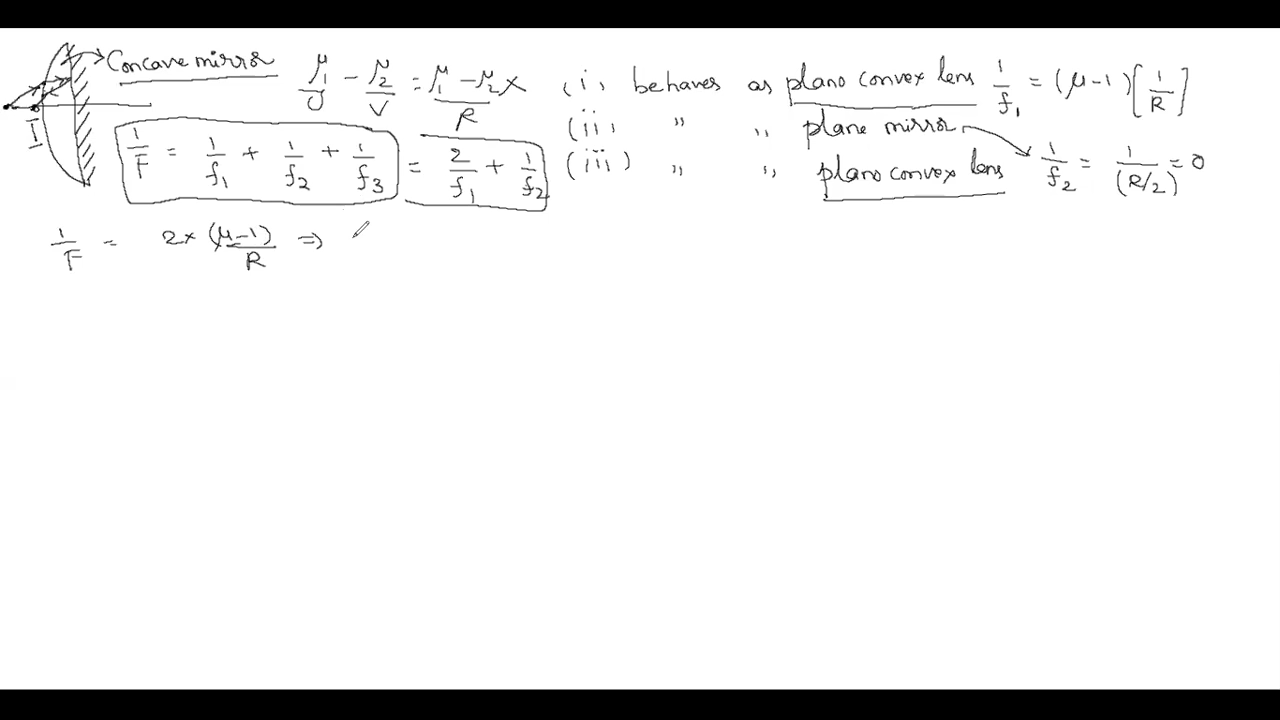 Concave mirror μ₁/U - μ₂/V = (μ₁ - μ₂)/R x (i) behaves as plano convex lens 1/f₁ = (μ-1)[1/R]
(ii) " " plane mirror
I 1/F = 1/f₁ + 1/f₂ + 1/f₃ = 2/f₁ + 1/f₂ (iii) " " plano convex lens 1/f₂ = 1/(R/2) = 0
1/F = 2 × (μ-1)/R ⇒